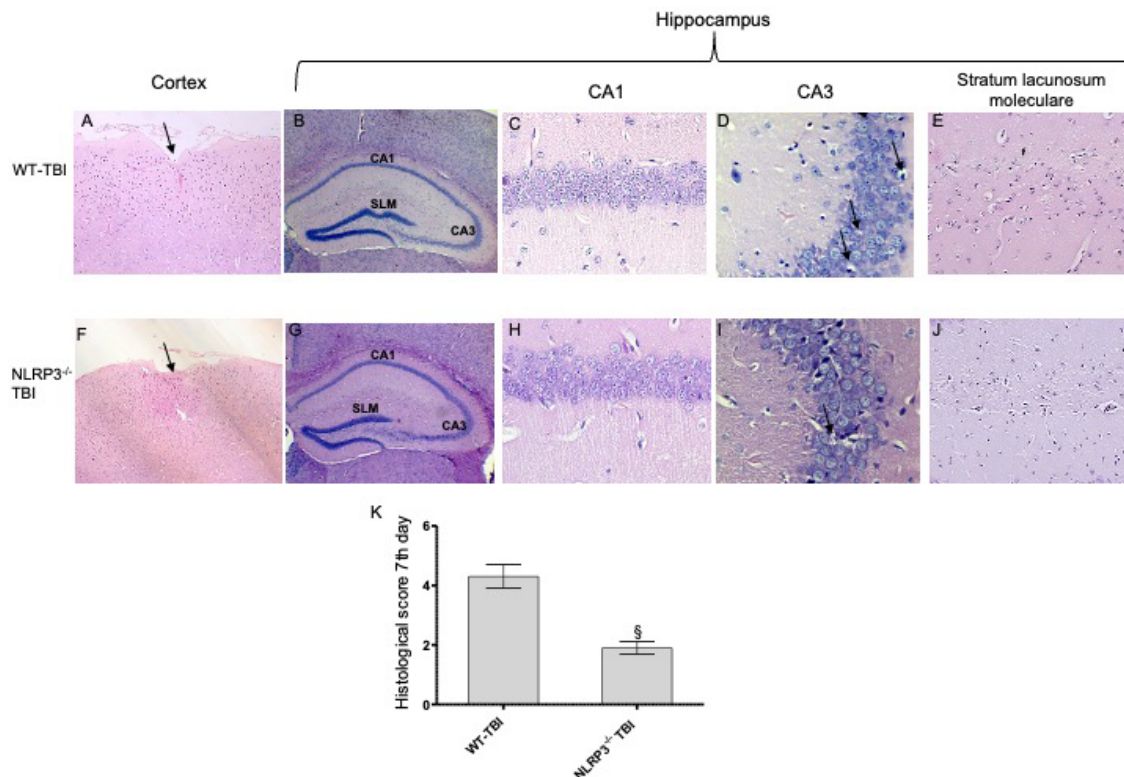 Hippocampus
Cortex
CA1
CA3
Stratum lacunosum
moleculare
WT-TBI
A
B
CA1
SLM
CA3
C
D
E
NLRP3-/-
TBI
F
G
CA1
SLM
CA3
H
I
J
K
Histological score 7th day
6
4
2
0
§
WT-TBI
NLRP3-/- TBI